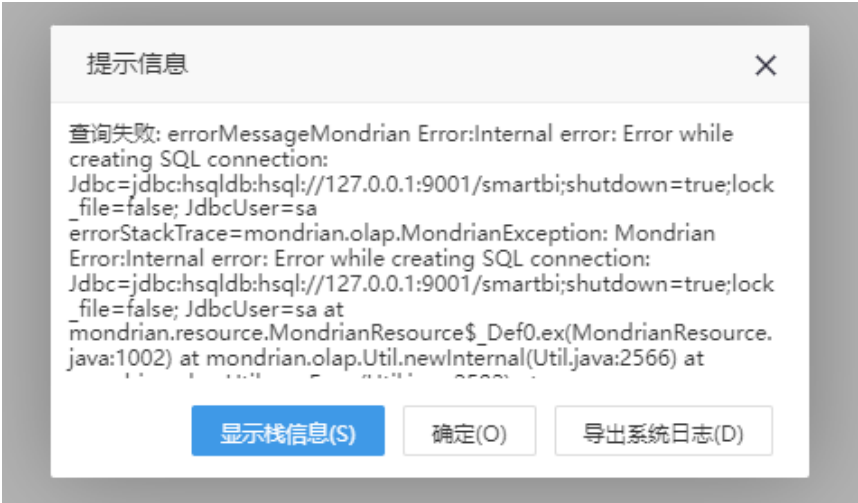 提示信息
查询失败: errorMessageMondrian Error:Internal error: Error while
creating SQL connection:
Jdbc=jdbc:hsqldb:hsql://127.0.0.1:9001/smartbi;shutdown=true;lock
_file=false; JdbcUser=sa
errorStackTrace=mondrian.olap.MondrianException: Mondrian
Error:Internal error: Error while creating SQL connection:
Jdbc=jdbc:hsqldb:hsql://127.0.0.1:9001/smartbi;shutdown=true;lock
_file=false; JdbcUser=sa at
mondrian.resource.MondrianResource$_Def0.ex(MondrianResource.
java:1002) at mondrian.olap.Util.newInternal(Util.java:2566) at
显示栈信息(S)
确定(O)
导出系统日志(D)